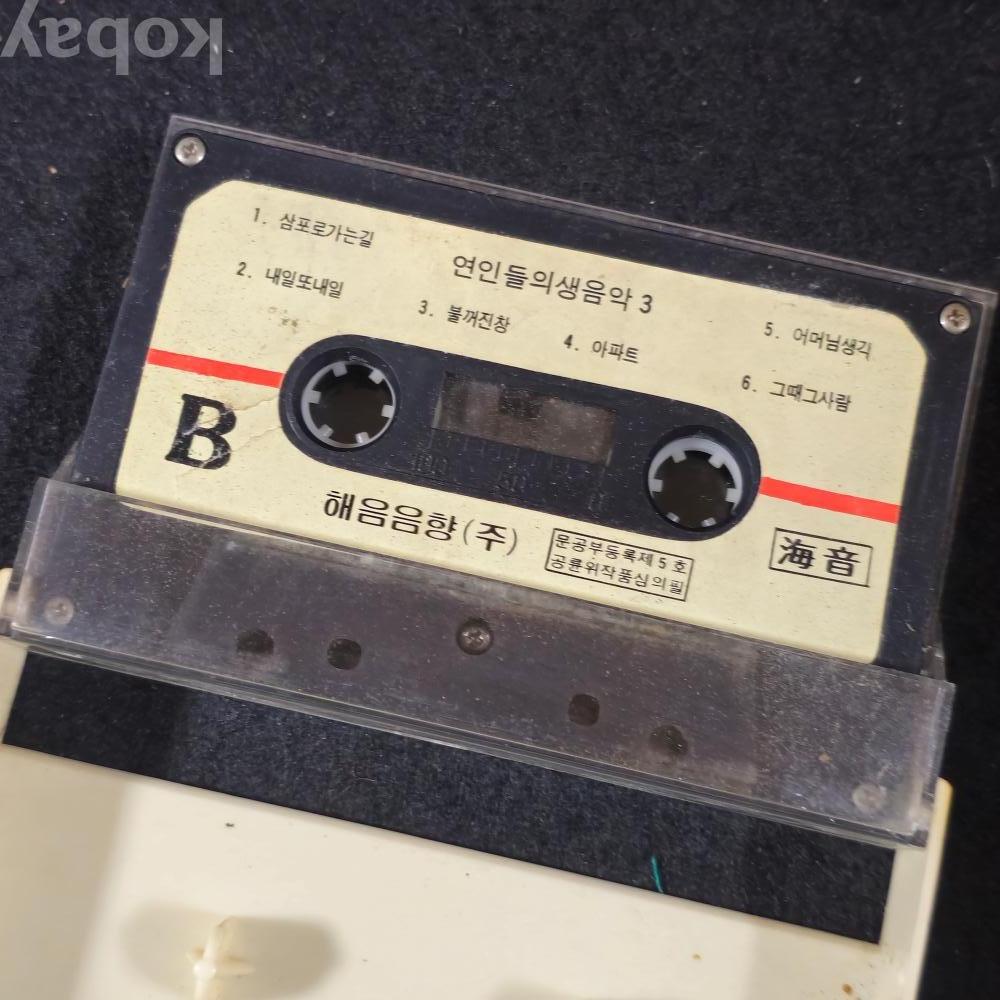 kobay
1. 삼포로가는길
2. 내일또내일
연인들의생음악 3
3. 불꺼진창
4. 아파트
5. 어머님생각
6. 그때그사람
B
해음음향(주)
문공부등록제 5 호
공륜위작품심의필
海音